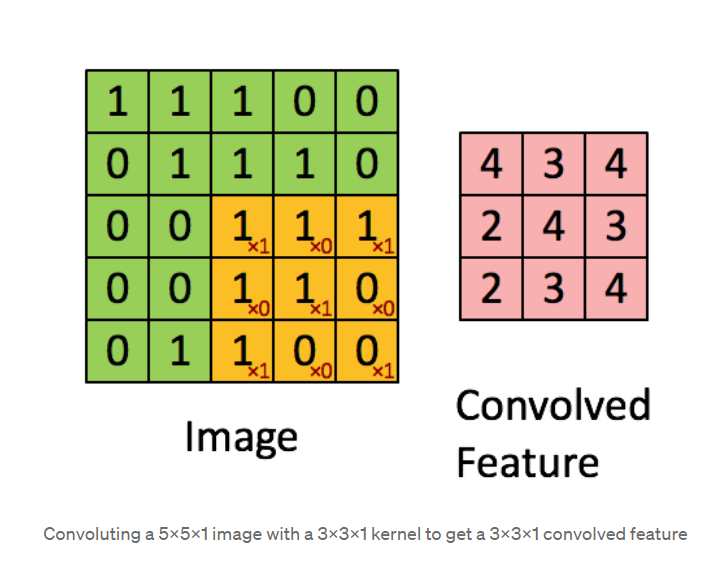 1 1 1 0 0
0 1 1 1 0 4 3 4
0 0 1×1 1×0 1×1 2 4 3
0 0 1×0 1×1 0×0 2 3 4
0 1 1×1 0×0 0×1
Image
Convolved
Feature
Convoluting a 5×5×1 image with a 3×3×1 kernel to get a 3×3×1 convolved feature